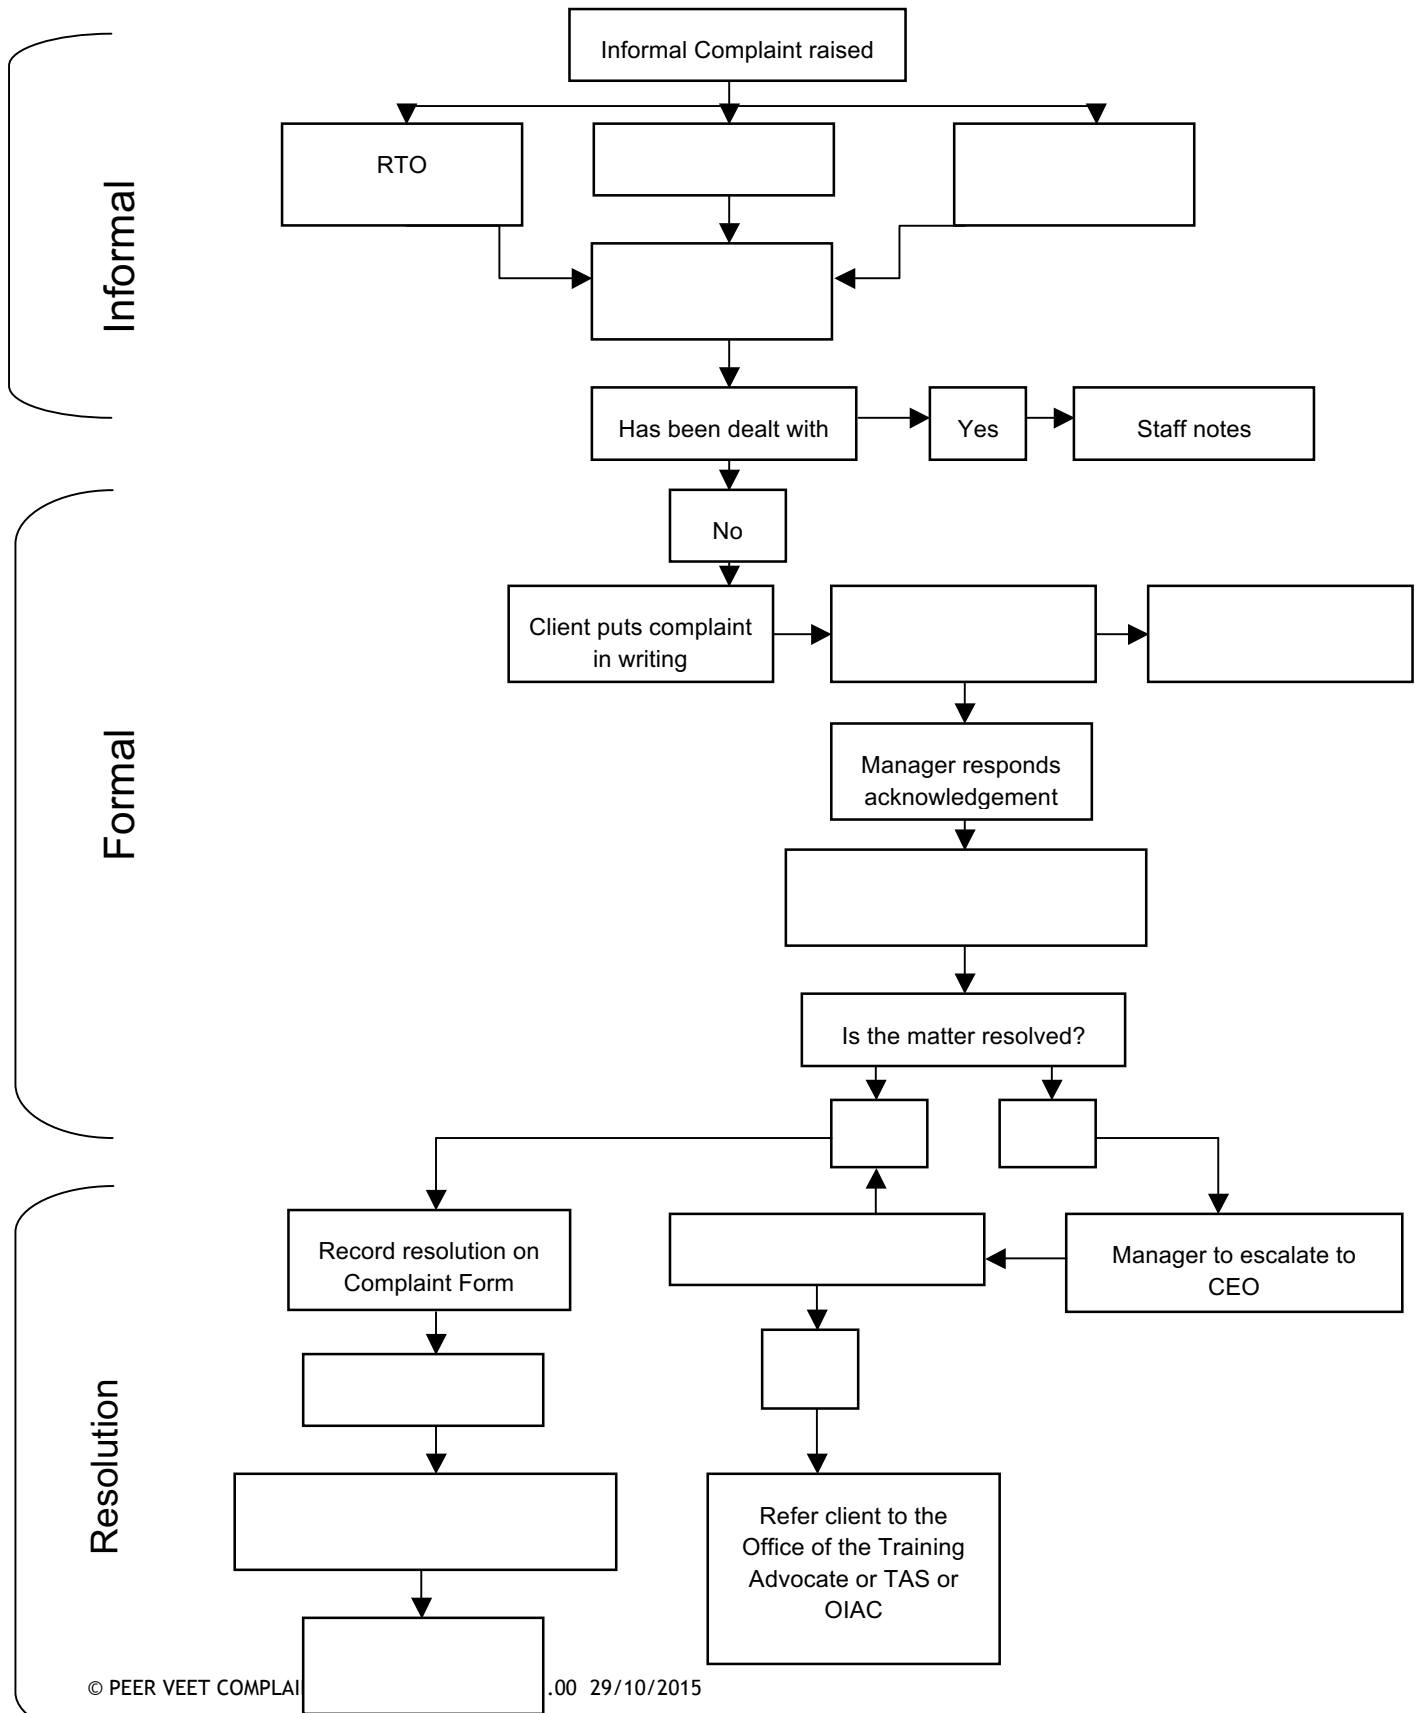 Informal Complaint raised
RTO
Informal
Has been dealt with
Yes
Staff notes
No
Client puts complaint
in writing
Formal
Manager responds
acknowledgement
Is the matter resolved?
Record resolution on
Complaint Form
Manager to escalate to
CEO
Resolution
Refer client to the
Office of the Training
Advocate or TAS or
OIAC
© PEER VEET COMPLAI .00 29/10/2015